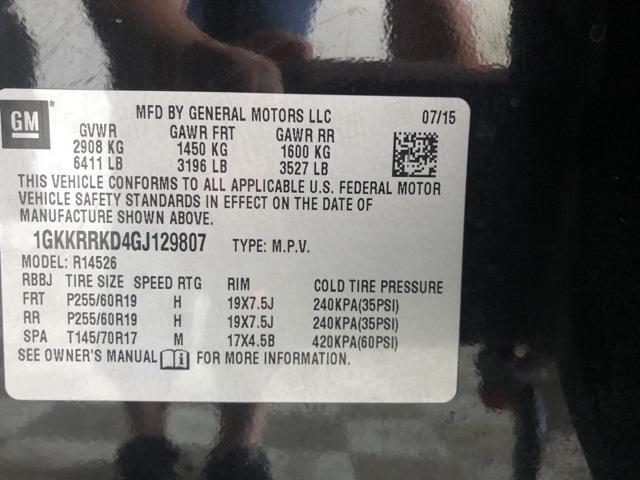 GM
MFD BY GENERAL MOTORS LLC 07/15
GVWR GAWR FRT GAWR RR
2908 KG 1450 KG 1600 KG
6411 LB 3196 LB 3527 LB
THIS VEHICLE CONFORMS TO ALL APPLICABLE U.S. FEDERAL MOTOR
VEHICLE SAFETY STANDARDS IN EFFECT ON THE DATE OF
MANUFACTURE SHOWN ABOVE.
1GKKRRKD4GJ129807 TYPE: M.P.V.
MODEL: R14526
RBBJ TIRE SIZE SPEED RTG RIM COLD TIRE PRESSURE
FRT P255/60R19 H 19X7.5J 240KPA(35PSI)
RR P255/60R19 H 19X7.5J 240KPA(35PSI)
SPA T145/70R17 M 17X4.5B 420KPA(60PSI)
SEE OWNER'S MANUAL FOR MORE INFORMATION.